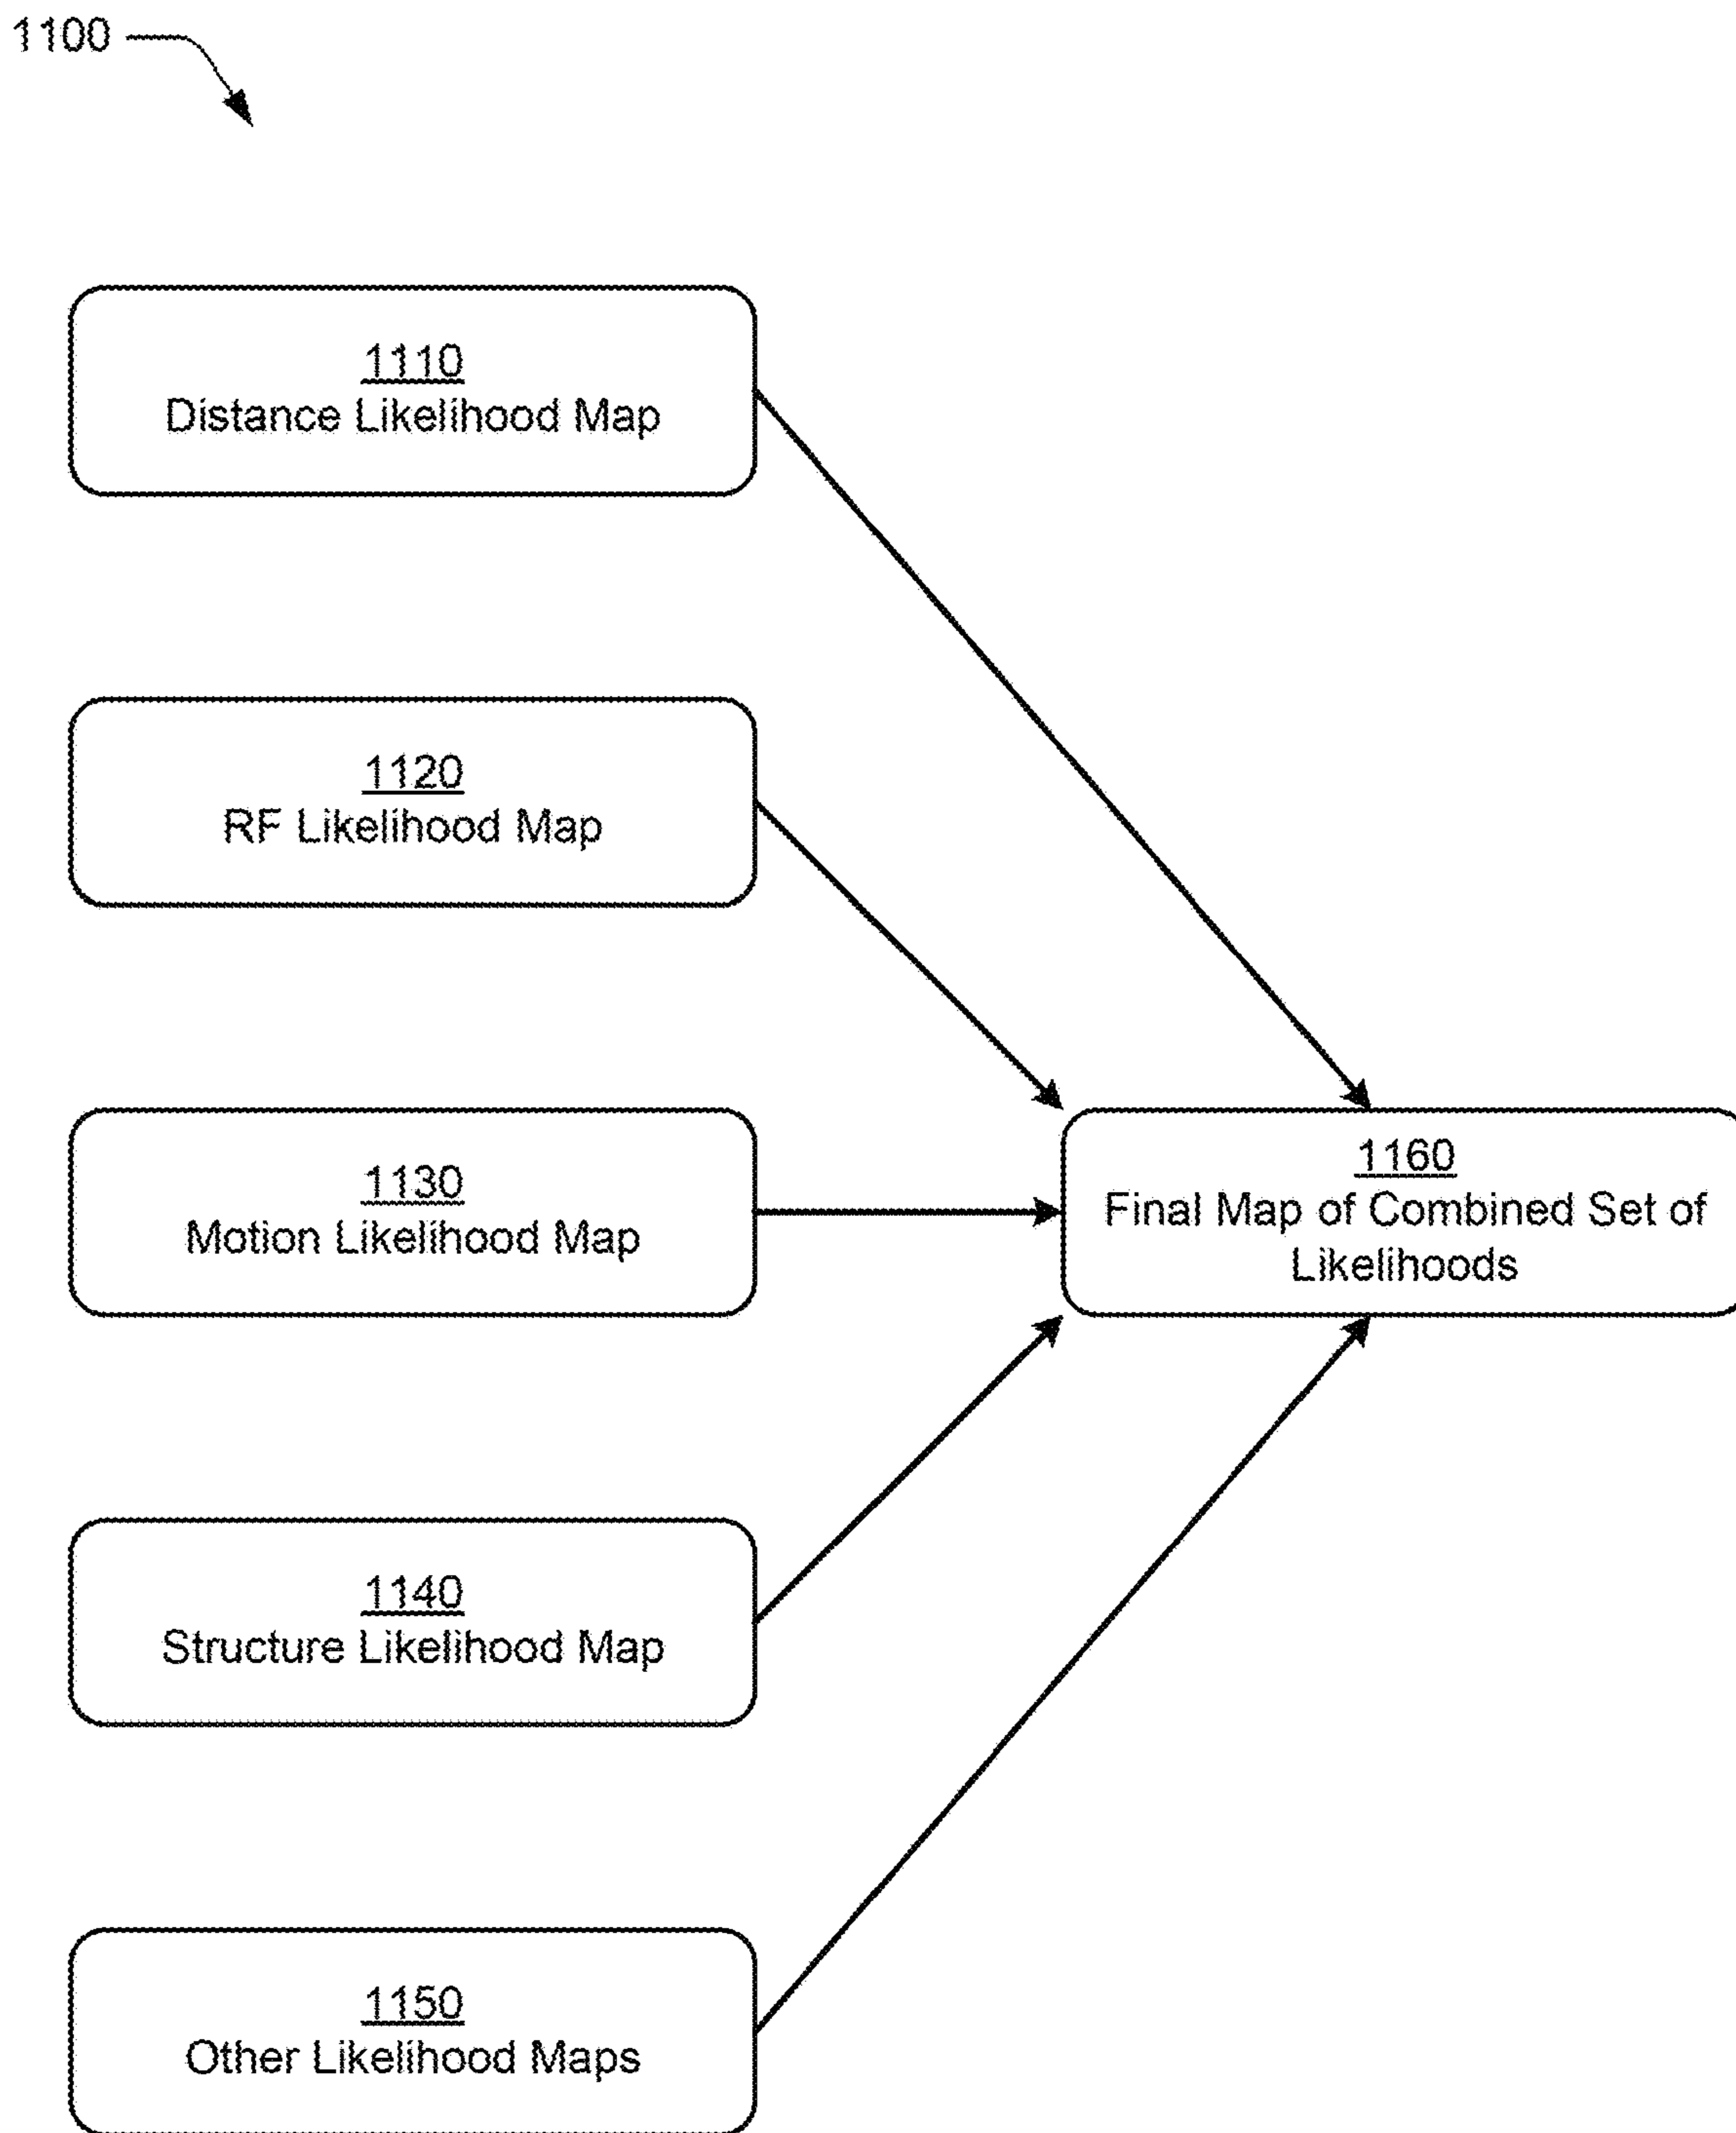 1100
1110
Distance Likelihood Map
1120
RF Likelihood Map
1130
Motion Likelihood Map
1160
Final Map of Combined Set of
Likelihoods
1140
Structure Likelihood Map
1150
Other Likelihood Maps